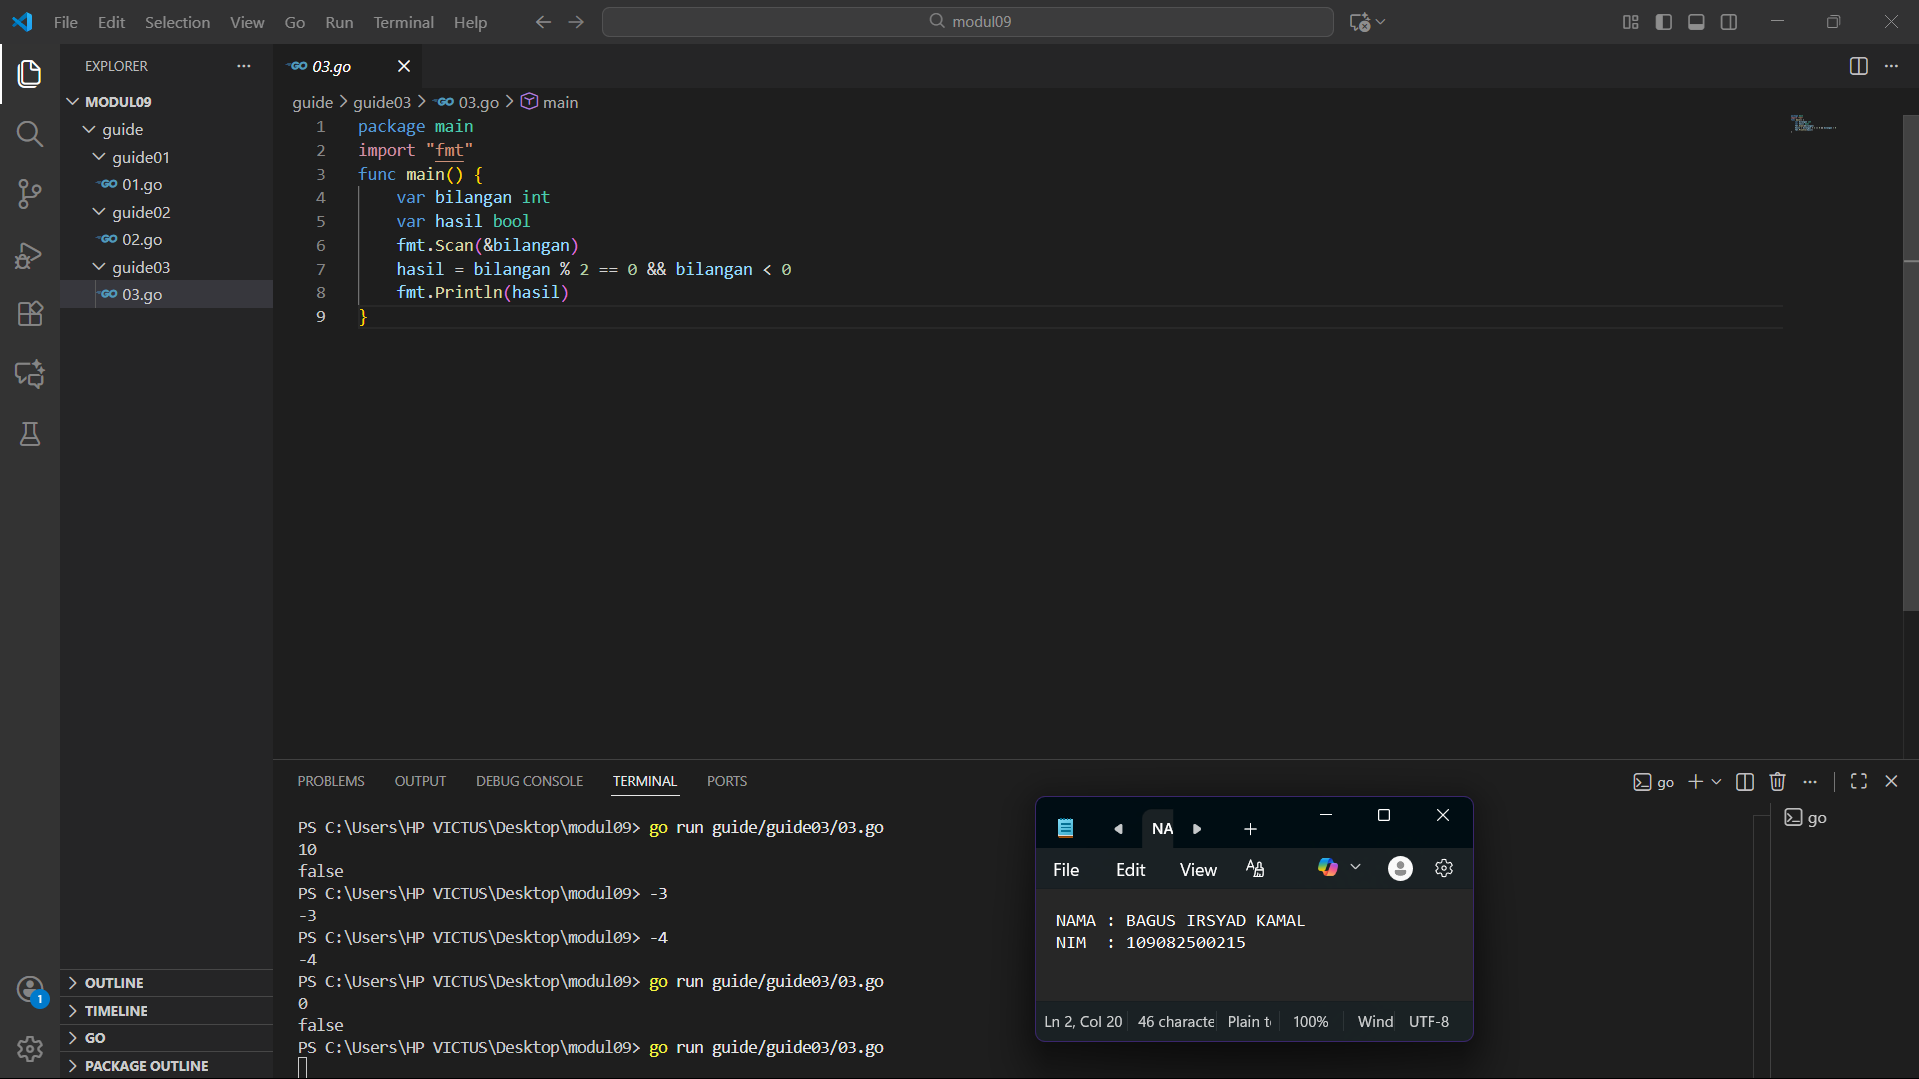 File Edit Selection View Go Run Terminal Help modul09
EXPLORER
MODUL09
guide
guide01
GO 01.go
guide02
GO 02.go
guide03
GO 03.go
OUTLINE
TIMELINE
GO
PACKAGE OUTLINE
1
GO 03.go
guide > guide03 > GO 03.go > main
1 package main
2 import "fmt"
3 func main() {
4 var bilangan int
5 var hasil bool
6 fmt.Scan(&bilangan)
7 hasil = bilangan % 2 == 0 && bilangan < 0
8 fmt.Println(hasil)
9 }
PROBLEMS OUTPUT DEBUG CONSOLE TERMINAL PORTS
go
go
PS C:\Users\HP VICTUS\Desktop\modul09> go run guide/guide03/03.go
10
false
PS C:\Users\HP VICTUS\Desktop\modul09> -3
-3
PS C:\Users\HP VICTUS\Desktop\modul09> -4
-4
PS C:\Users\HP VICTUS\Desktop\modul09> go run guide/guide03/03.go
0
false
PS C:\Users\HP VICTUS\Desktop\modul09> go run guide/guide03/03.go
NA
File Edit View
NAMA : BAGUS IRSYAD KAMAL
NIM : 109082500215
Ln 2, Col 20 46 characte Plain t 100% Wind UTF-8